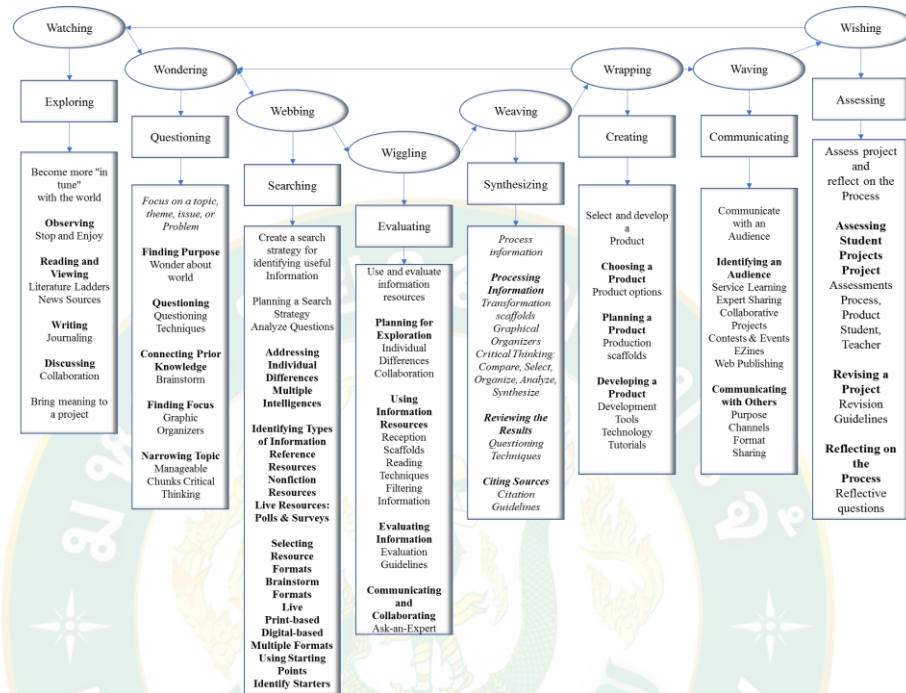 Watching
Exploring
Become more "in
tune"
with the world
Observing
Stop and Enjoy
Reading and
Viewing
Literature Ladders
News Sources
Writing
Journaling
Discussing
Collaboration
Bring meaning to
a project
Wondering
Questioning
Focus on a topic,
theme, issue, or
Problem
Finding Purpose
Wonder about
world
Questioning
Questioning
Techniques
Connecting Prior
Knowledge
Brainstorm
Finding Focus
Graphic
Organizers
Narrowing Topic
Manageable
Chunks Critical
Thinking
Webbing
Searching
Create a search
strategy for
identifying useful
Information
Planning a Search
Strategy
Analyze Questions
Addressing
Individual
Differences
Multiple
Intelligences
Identifying Types
of Information
Reference
Resources
Nonfiction
Resources
Live Resources:
Polls & Surveys
Selecting
Resource
Formats
Brainstorm
Formats
Live
Print-based
Digital-based
Multiple Formats
Using Starting
Points
Identify Starters
Wiggling
Evaluating
Use and evaluate
information
resources
Planning for
Exploration
Individual
Differences
Collaboration
Using
Information
Resources
Reception
Scaffolds
Reading
Techniques
Filtering
Information
Evaluating
Information
Evaluation
Guidelines
Communicating
and
Collaborating
Ask-an-Expert
Weaving
Synthesizing
Process
information
Processing
Information
Transformation
scaffolds
Graphical
Organizers
Critical Thinking:
Compare, Select,
Organize, Analyze,
Synthesize
Reviewing the
Results
Questioning
Techniques
Citing Sources
Citation
Guidelines
Wrapping
Creating
Select and develop
a
Product
Choosing a
Product
Product options
Planning a
Product
Production
scaffolds
Developing a
Product
Development
Tools
Technology
Tutorials
Waving
Communicating
Communicate
with an
Audience
Identifying an
Audience
Service Learning
Expert Sharing
Collaborative
Projects
Contests & Events
EZines
Web Publishing
Communicating
with Others
Purpose
Channels
Format
Sharing
Wishing
Assessing
Assess project
and
reflect on the
Process
Assessing
Student
Projects
Project
Assessments
Process,
Product
Student,
Teacher
Revising a
Project
Revision
Guidelines
Reflecting on
the Process
Reflective
questions